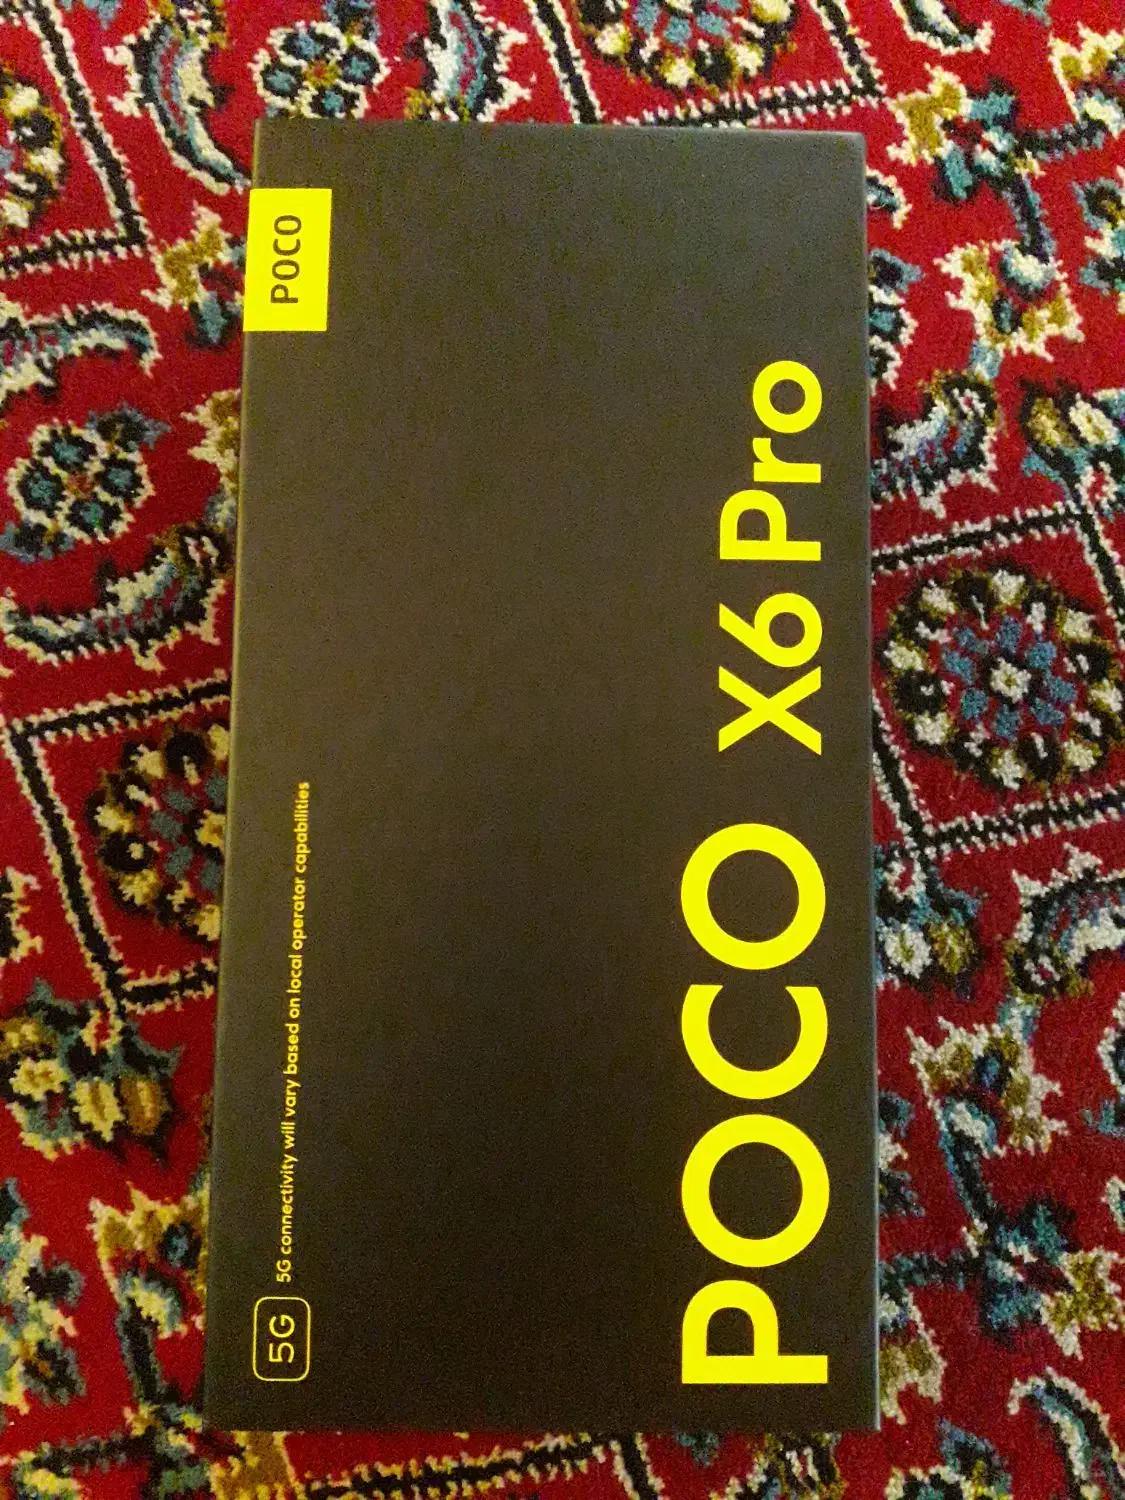 POCO
5G 5G connectivity will vary based on local operator capabilities
POCO X6 Pro